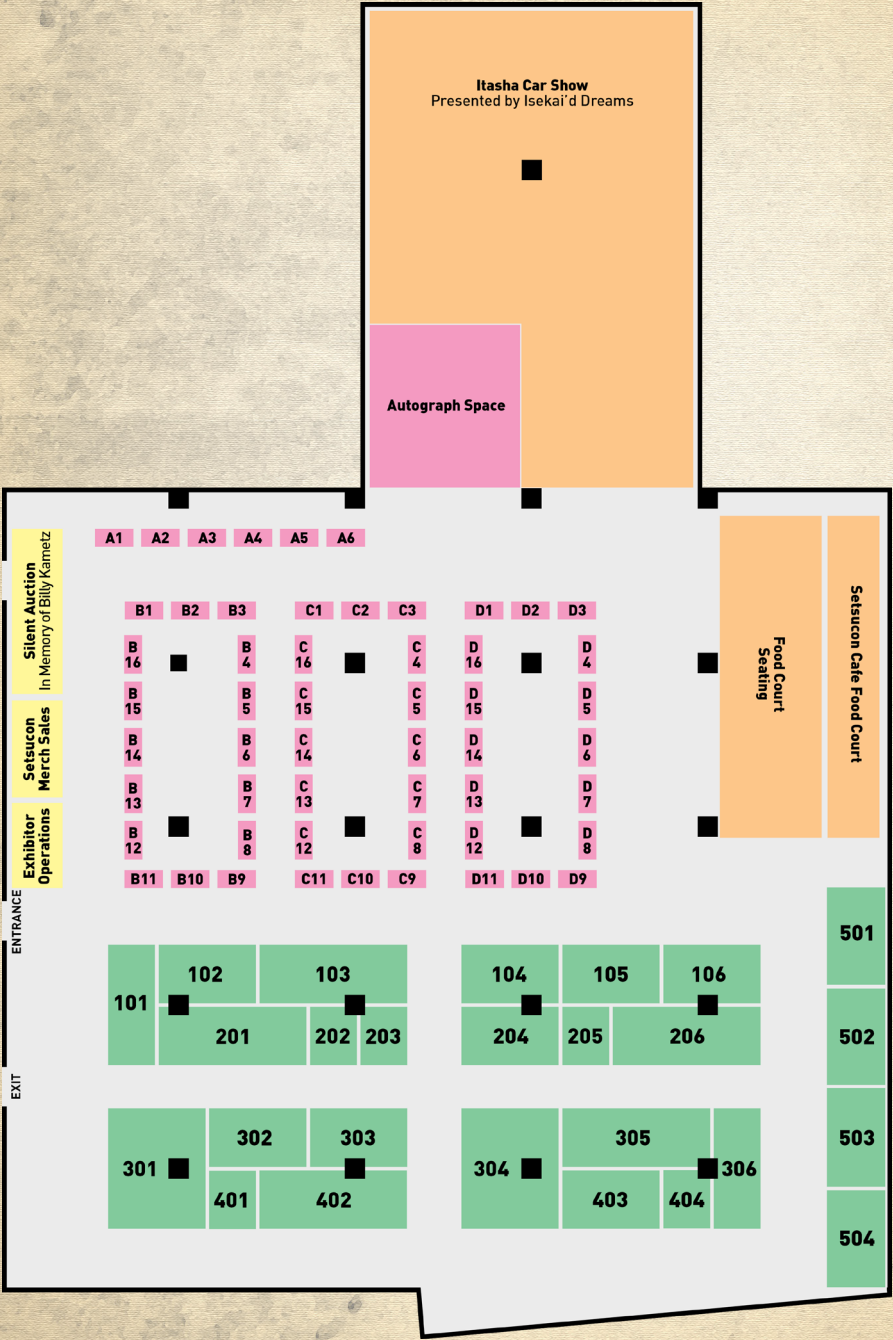 Itasha Car Show
Presented by Isekai'd Dreams
Autograph Space
A1 A2 A3 A4 A5 A6
Silent Auction
In Memory of Billy Kametz
Setsucon
Merch Sales
Exhibitor
Operations
ENTRANCE
EXIT
B1 B2 B3
B
16
B
4
B
15
B
5
B
14
B
6
B
13
B
7
B
12
B
8
B11 B10 B9
C1 C2 C3
C
16
C
4
C
15
C
5
C
14
C
6
C
13
C
7
C
12
C
8
C11 C10 C9
D1 D2 D3
D
16
D
4
D
15
D
5
D
14
D
6
D
13
D
7
D
12
D
8
D11 D10 D9
Food Court
Seating
Setsucon Cafe Food Court
101 102 103 104 105 106
201 202 203 204 205 206
301 302 303 304 305 306
401 402 403 404
501
502
503
504